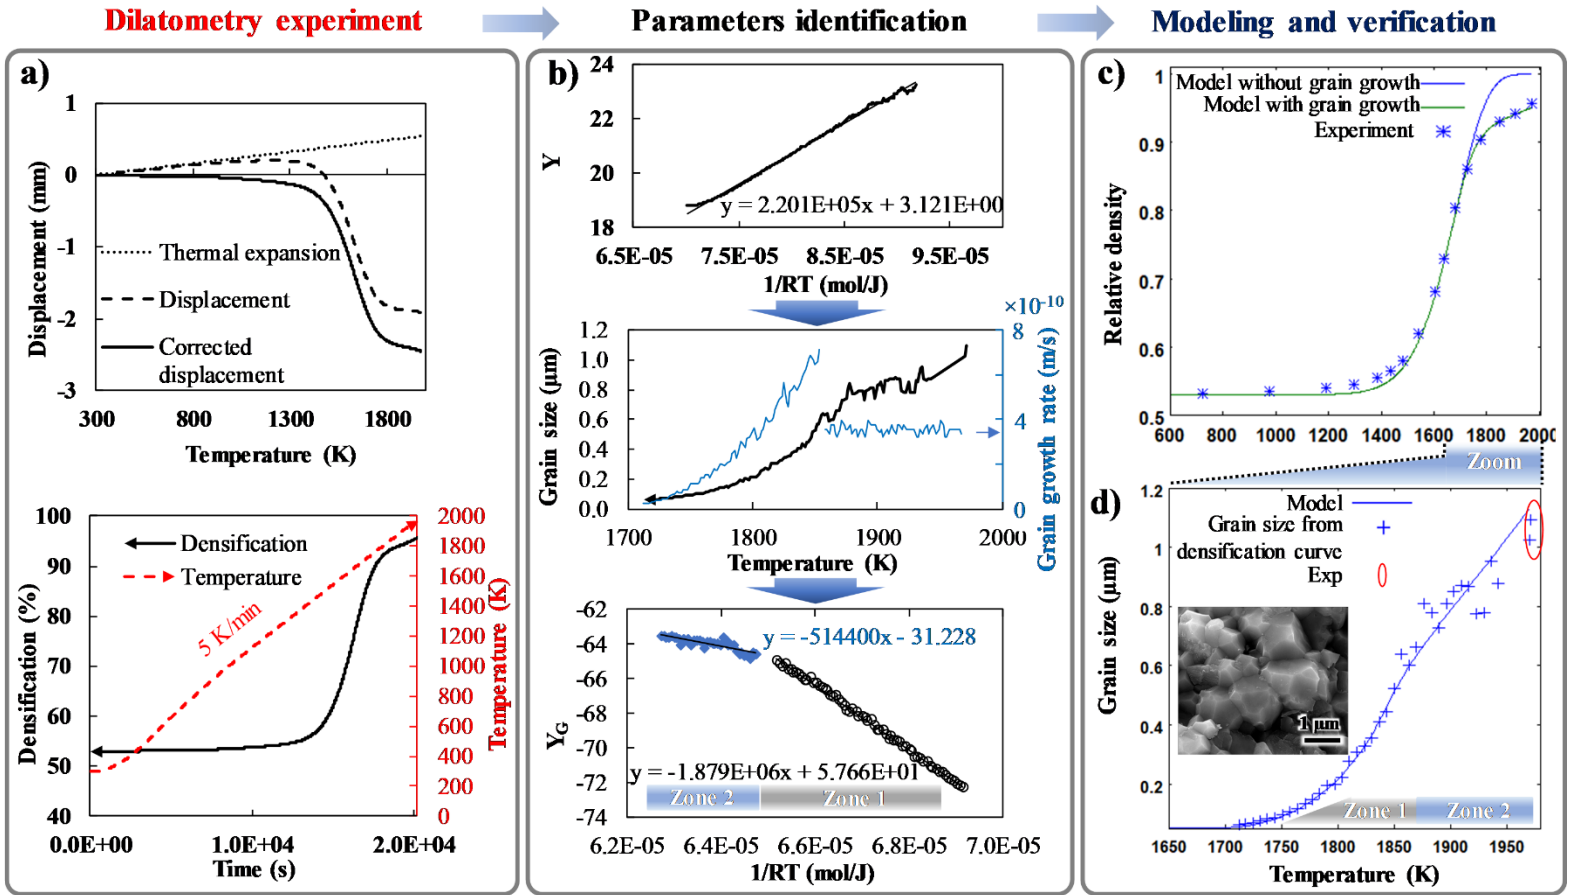 Dilatometry experiment
Parameters identification
Modeling and verification
a)
1
0
-1
-2
-3
Displacement (mm)
Thermal expansion
Displacement
Corrected
displacement
300
800
1300
1800
Temperature (K)
100
90
80
70
60
50
40
Densification (%)
Densification
Temperature
5 K/min
2000
1800
1600
1400
1200
1000
800
600
400
200
0
Temperature (K)
0.0E+00
1.0E+04
2.0E+04
Time (s)
b)
24
22
20
18
Y
y = 2.201E+05x + 3.121E+00
6.5E-05
7.5E-05
8.5E-05
9.5E-05
1/RT (mol/J)
×10-10
1.2
1.0
0.8
0.6
0.4
0.2
0.0
Grain size (μm)
8
4
0
Grain growth rate (m/s)
1700
1800
1900
2000
Temperature (K)
-62
-64
-66
-68
-70
-72
-74
YG
y = -514400x - 31.228
y = -1.879E+06x + 5.766E+01
Zone 2
Zone 1
6.2E-05
6.4E-05
6.6E-05
6.8E-05
7.0E-05
1/RT (mol/J)
c)
1
0.9
0.8
0.7
0.6
0.5
Relative density
Model without grain growth
Model with grain growth
Experiment
600
800
1000
1200
1400
1600
1800
2000
Temperature (K)
Zoom
d)
1.2
1
0.8
0.6
0.4
0.2
Grain size (μm)
Model
Grain size from
densification curve
Exp
1 μm
Zone 1
Zone 2
1650
1700
1750
1800
1850
1900
1950
Temperature (K)